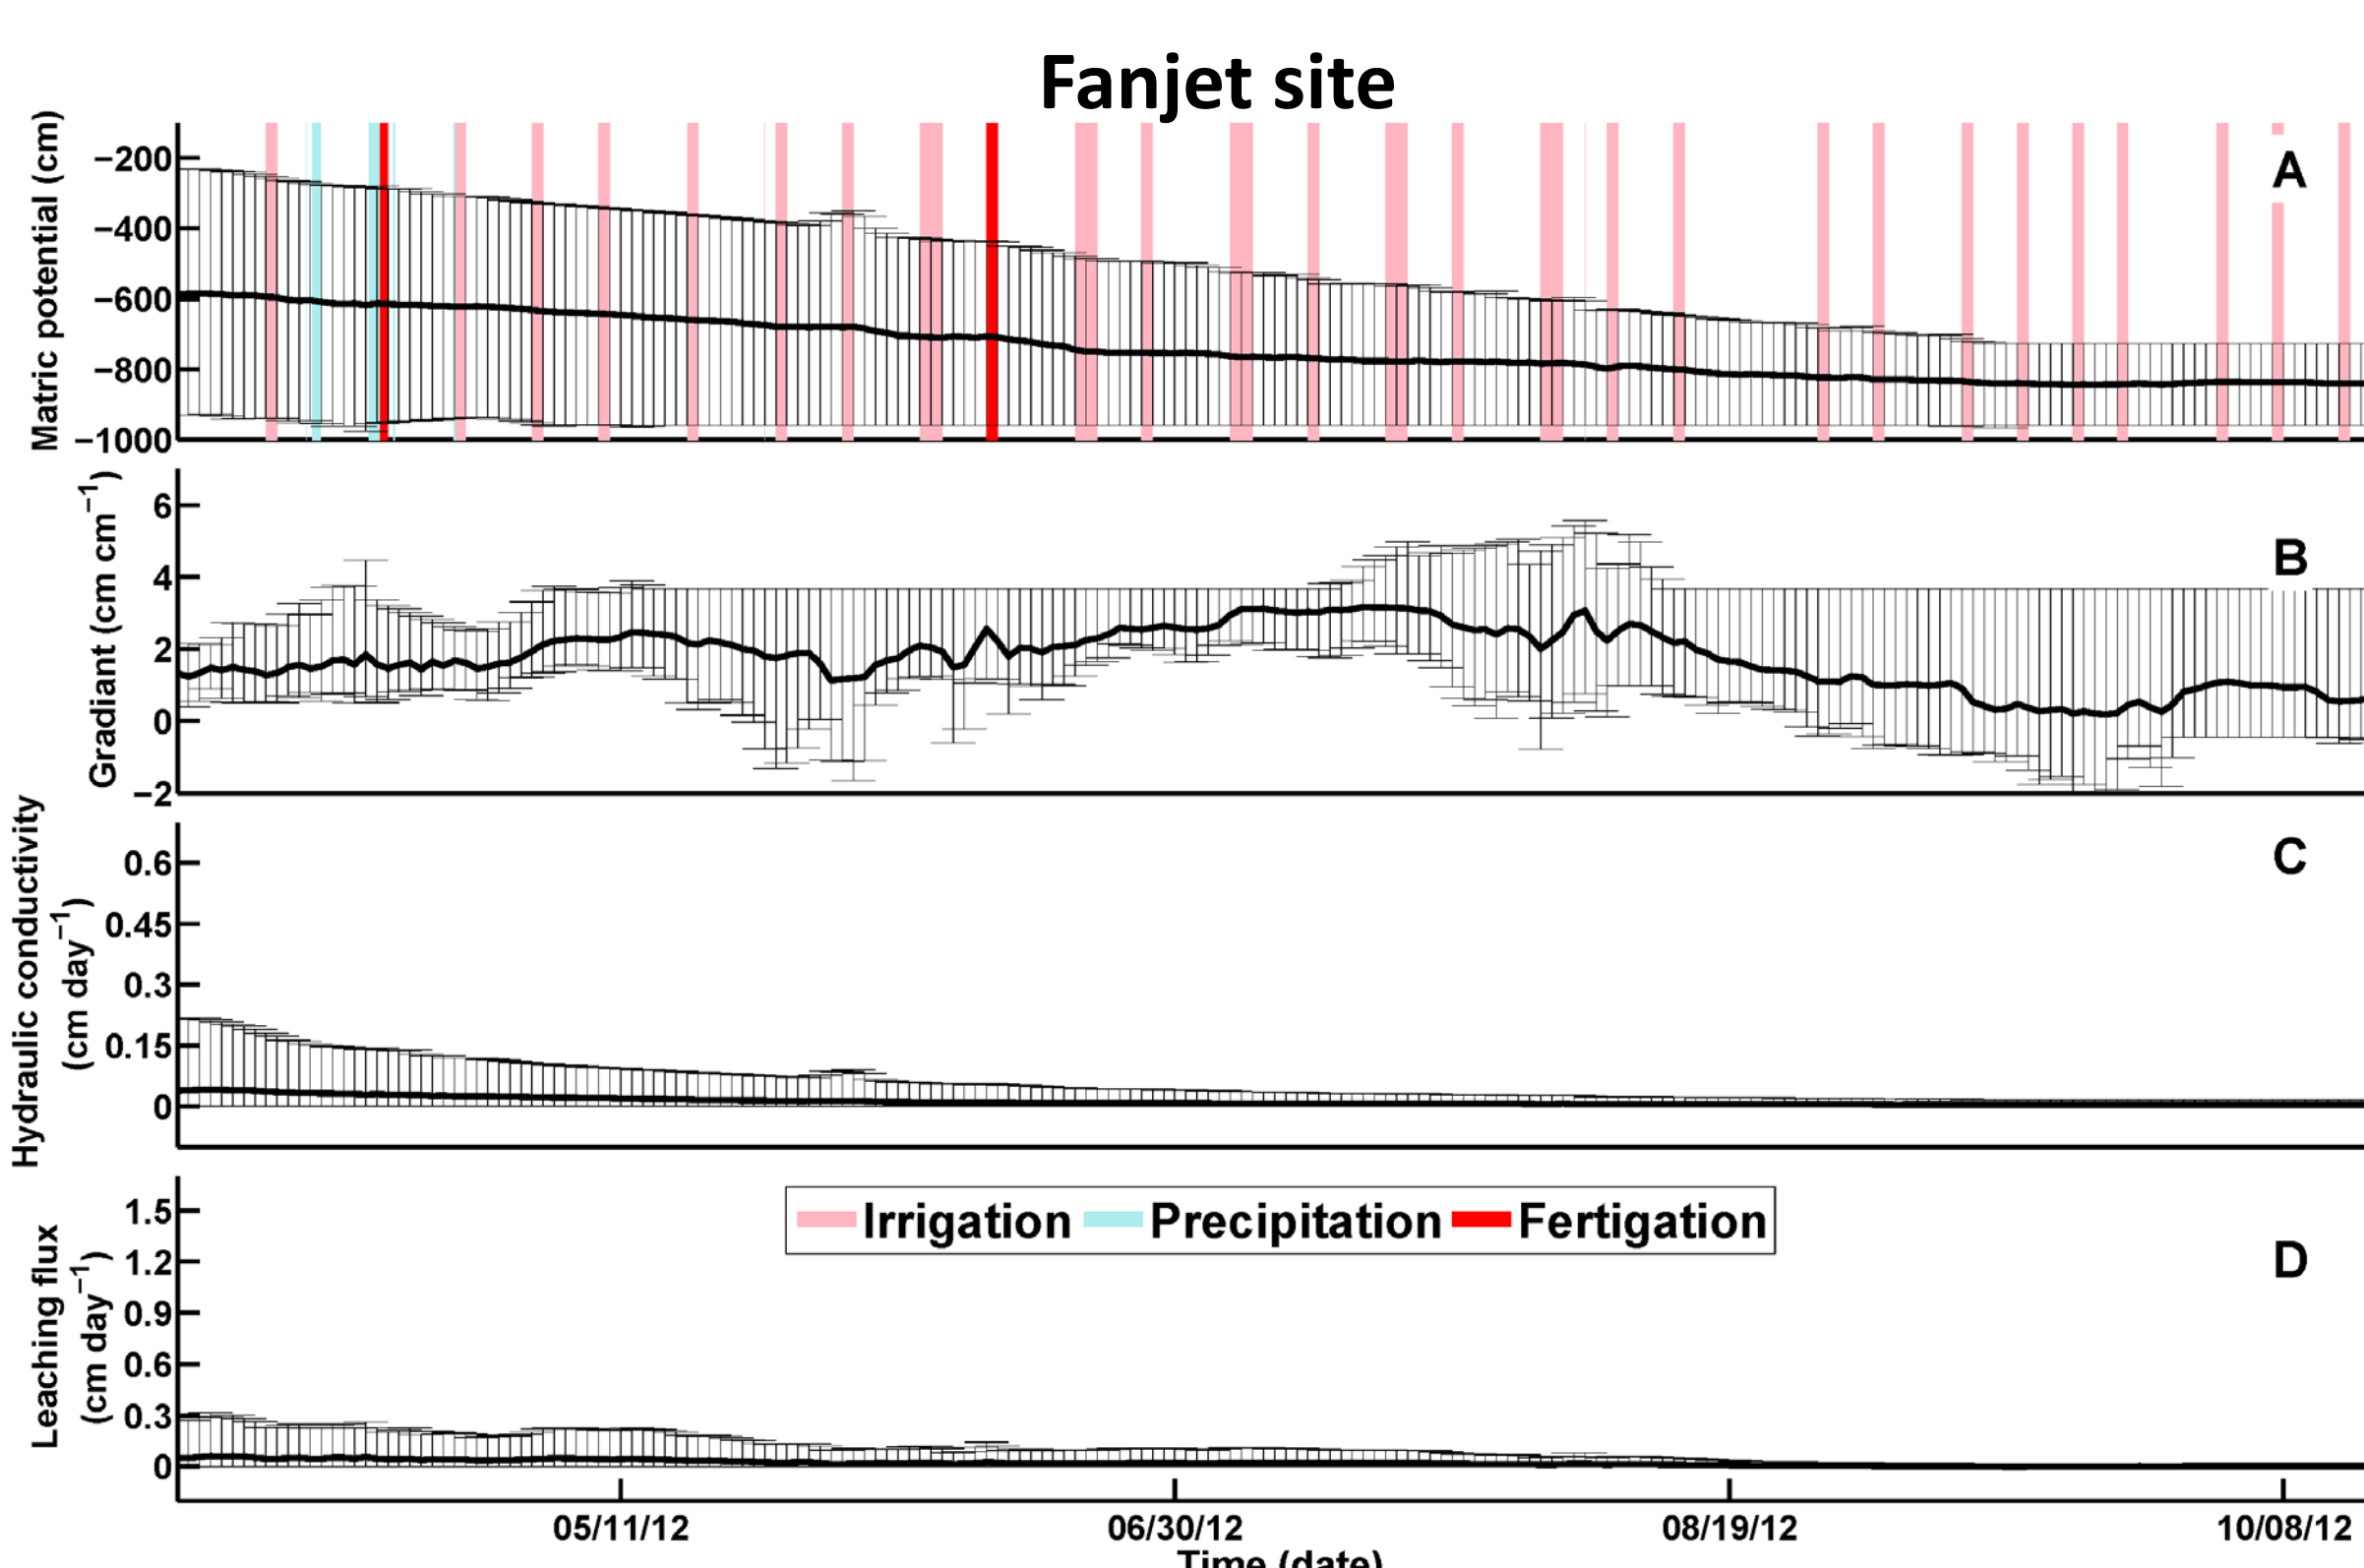 Fanjet site
Matric potential (cm)
−200
−400
−600
−800
−1000
A
Gradiant (cm cm−1)
6
4
2
0
−2
B
Hydraulic conductivity
(cm day−1)
0.6
0.45
0.3
0.15
0
C
Leaching flux
(cm day−1)
1.5
1.2
0.9
0.6
0.3
0
Irrigation Precipitation Fertigation
D
05/11/12 06/30/12 08/19/12 10/08/12
Time (date)